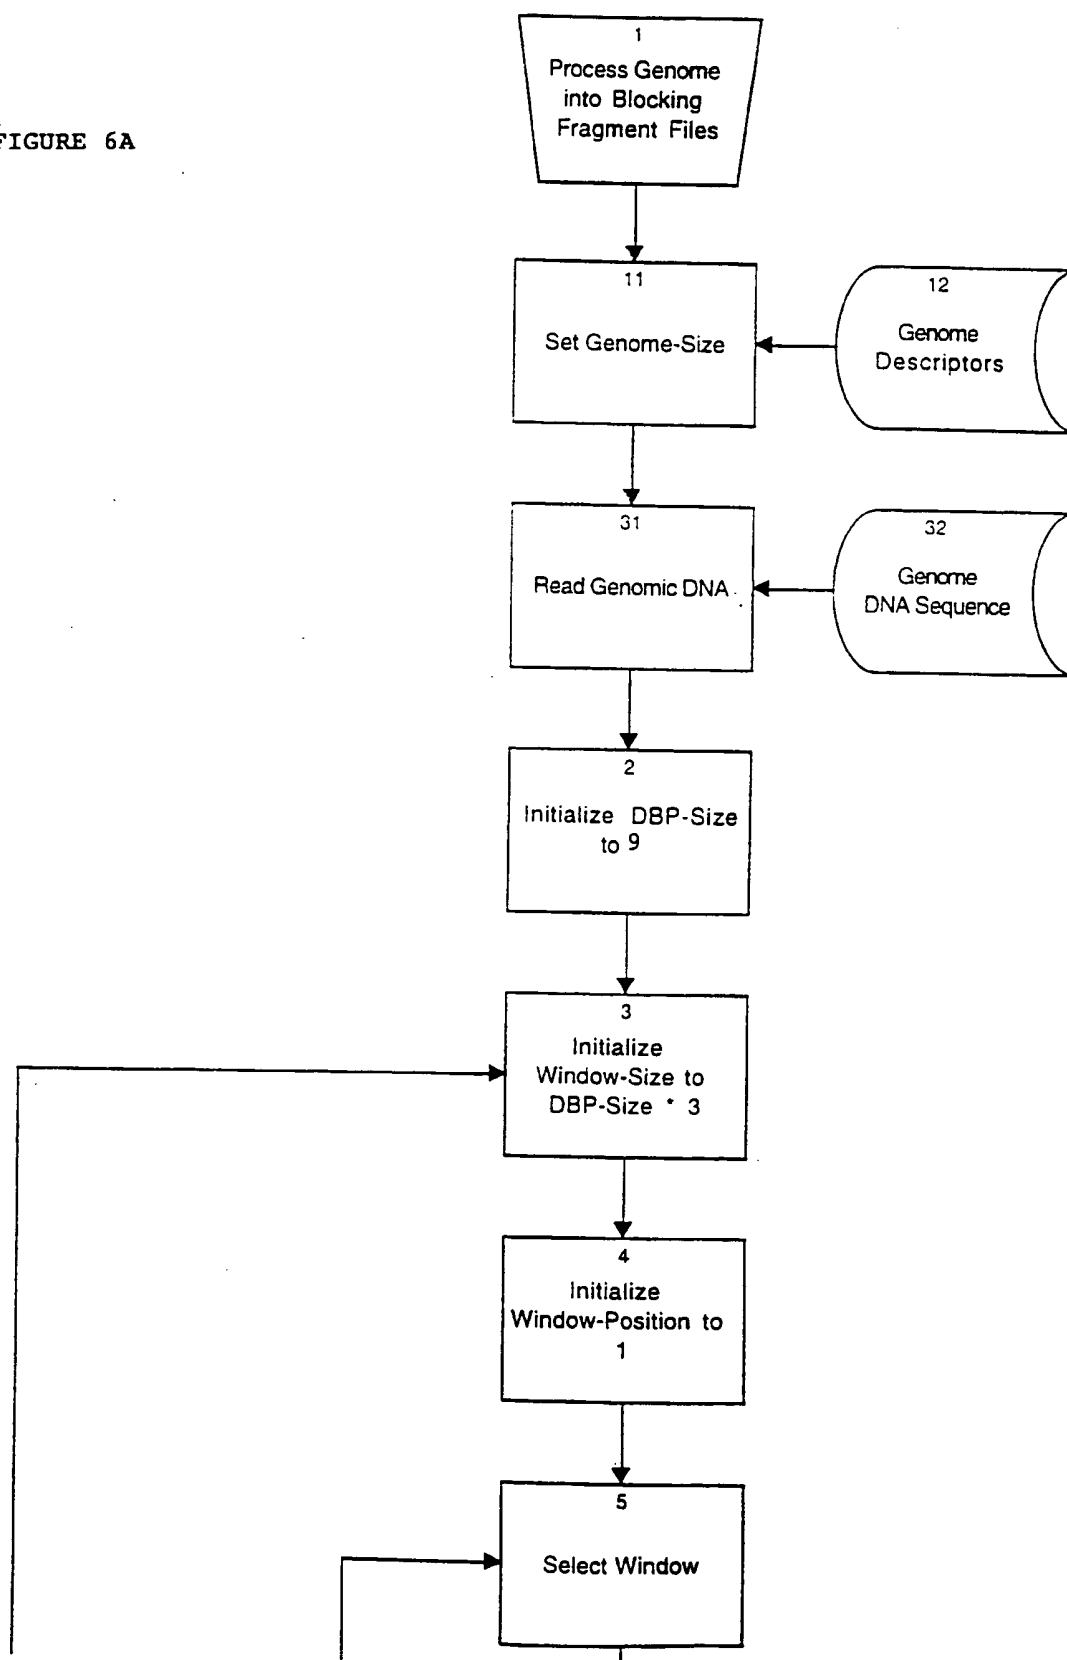 1
Process Genome
into Blocking
Fragment Files
FIGURE 6A
11
Set Genome-Size
12
Genome
Descriptors
31
Read Genomic DNA
32
Genome
DNA Sequence
2
Initialize DBP-Size
to 9
3
Initialize
Window-Size to
DBP-Size * 3
4
Initialize
Window-Position to
1
5
Select Window